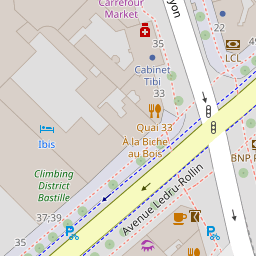 Carrefour
Market
yon
35
22
LCL
Cabinet
Tibi
33
Quai 33
À la Biche
au Bois
Ibis
BNP
Climbing
District
Bastille
Avenue Ledru-Rollin
37;39
35